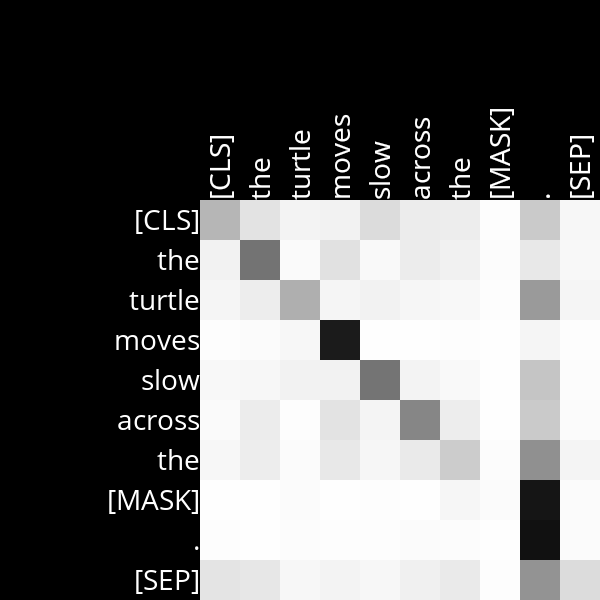 [CLS] the turtle moves slow across the [MASK] . [SEP]
[CLS]
the
turtle
moves
slow
across
the
[MASK]
.
[SEP]